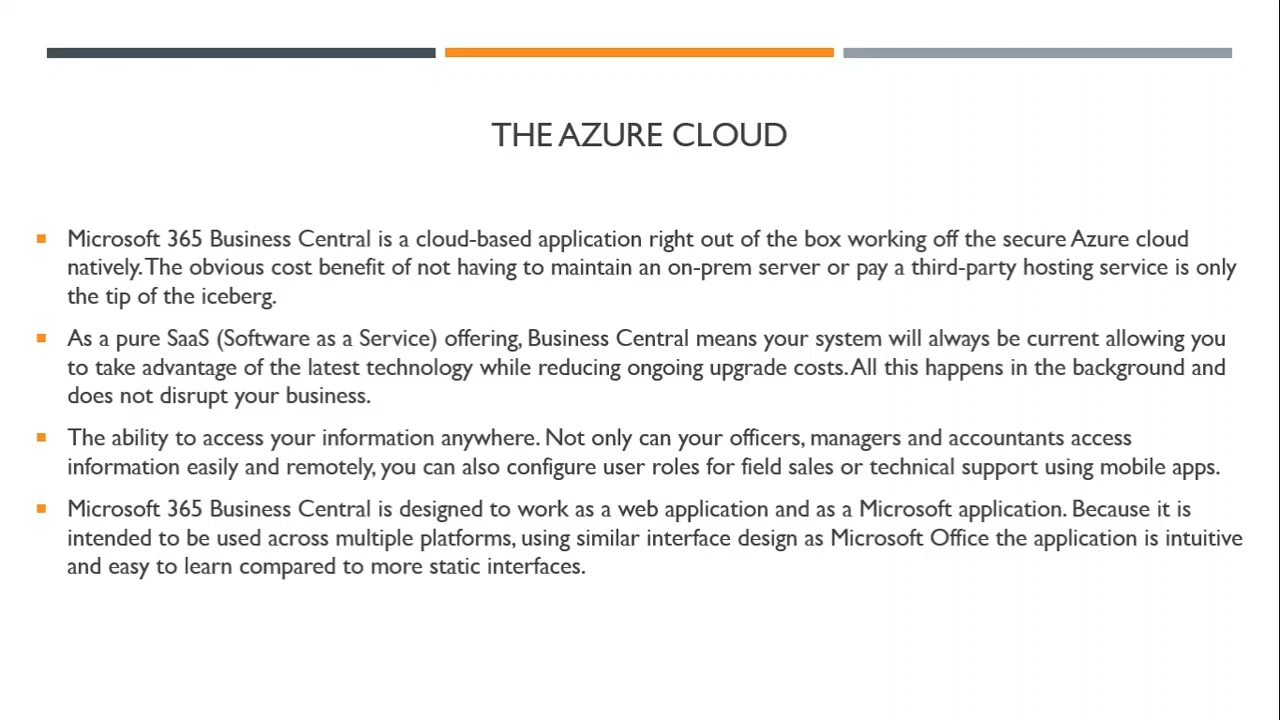 THE AZURE CLOUD
Microsoft 365 Business Central is a cloud-based application right out of the box working off the secure Azure cloud
natively. The obvious cost benefit of not having to maintain an on-prem server or pay a third-party hosting service is only
the tip of the iceberg.
As a pure SaaS (Software as a Service) offering, Business Central means your system will always be current allowing you
to take advantage of the latest technology while reducing ongoing upgrade costs. All this happens in the background and
does not disrupt your business.
The ability to access your information anywhere. Not only can your officers, managers and accountants access
information easily and remotely, you can also configure user roles for field sales or technical support using mobile apps.
Microsoft 365 Business Central is designed to work as a web application and as a Microsoft application. Because it is
intended to be used across multiple platforms, using similar interface design as Microsoft Office the application is intuitive
and easy to learn compared to more static interfaces.